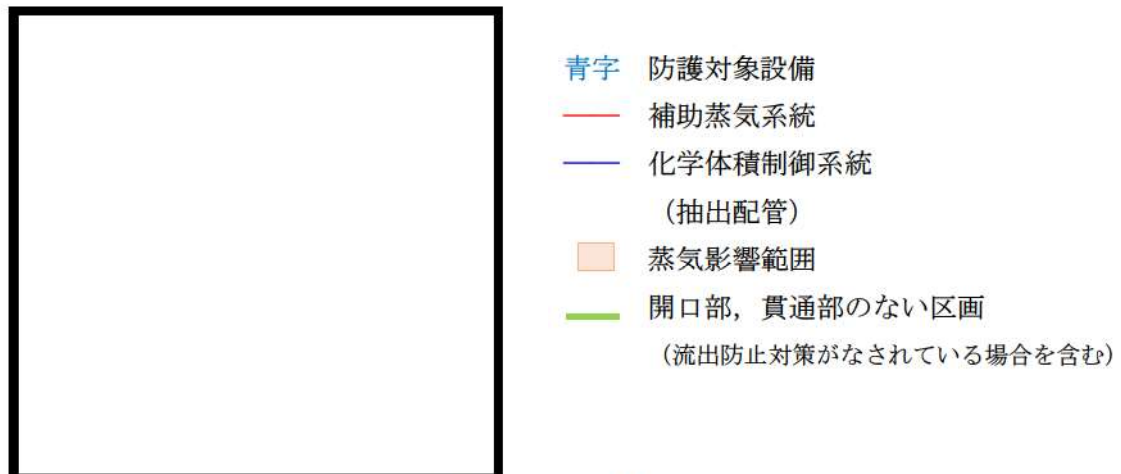 青字 防護対象設備
補助蒸気系統
化学体積制御系統
（抽出配管）
蒸気影響範囲
開口部，貫通部のない区画
（流出防止対策がなされている場合を含む）